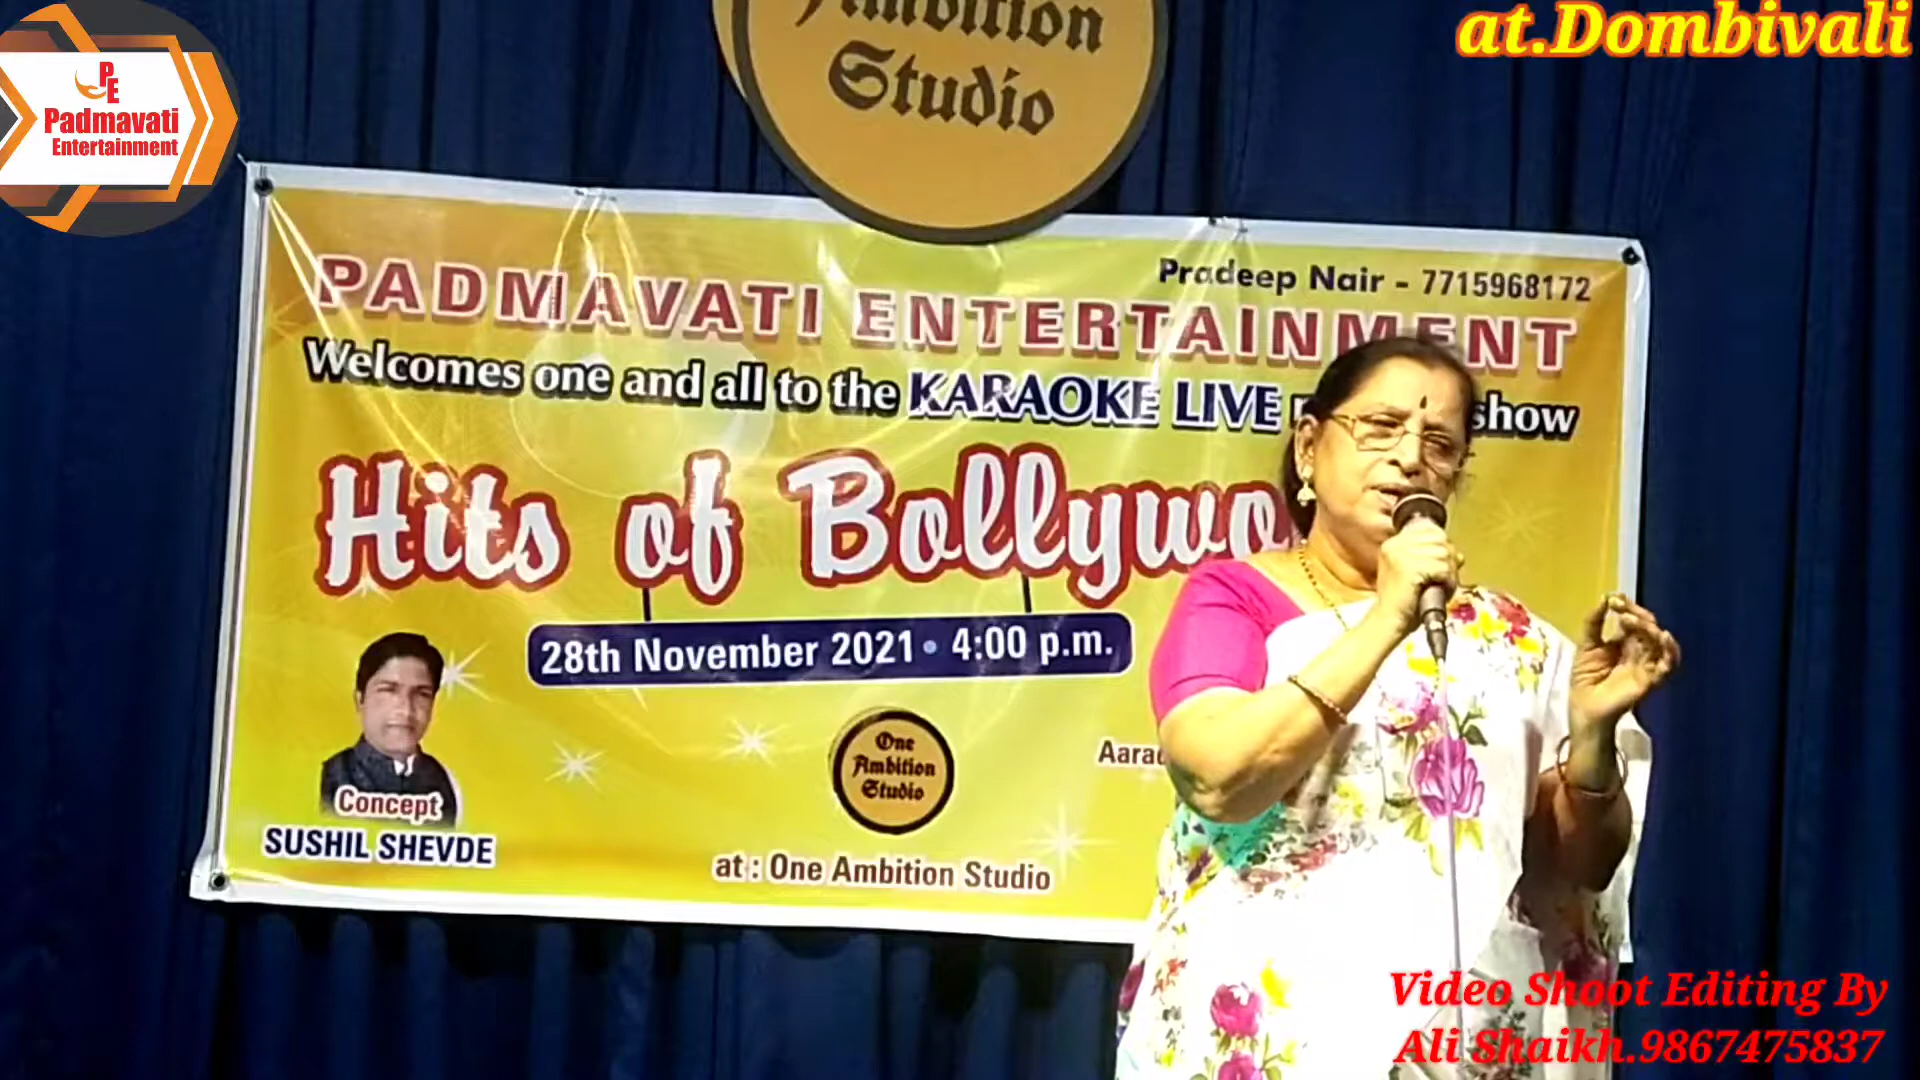 at.Dombivali
Ambition
Studio
PE
Padmavati
Entertainment
Pradeep Nair - 7715968172
PADMAVATI ENTERTAINMENT
Welcomes one and all to the KARAOKE LIVE show
Hits of
28th November 2021 • 4:00 p.m.
One
Ambition
Studio
Concept
SUSHIL SHEVDE
at : One Ambition Studio
Video Shoot Editing By
Ali Shaikh.9867475837